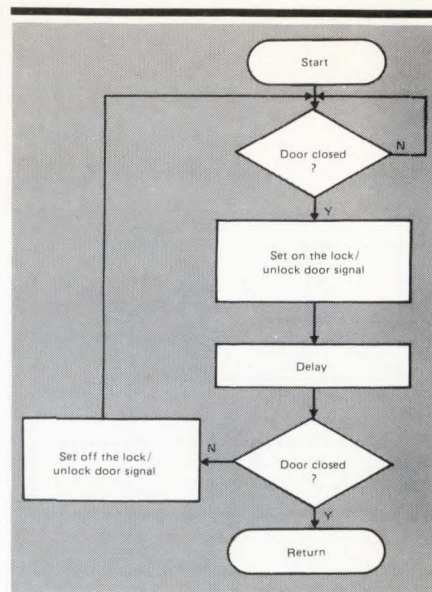 Start
Door closed
?
N
Y
Set on the lock/
unlock door signal
Delay
Door closed
?
N
Set off the lock/
unlock door signal
Y
Return